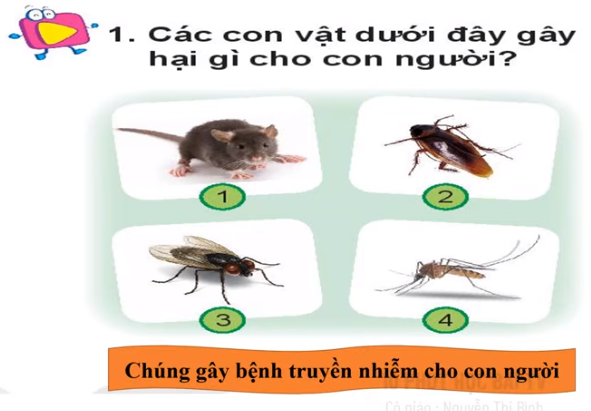 1. Các con vật dưới đây gây
hại gì cho con người?
1
2
3
4
Chúng gây bệnh truyền nhiễm cho con người
Cô giáo : Nguyễn Thị Bình